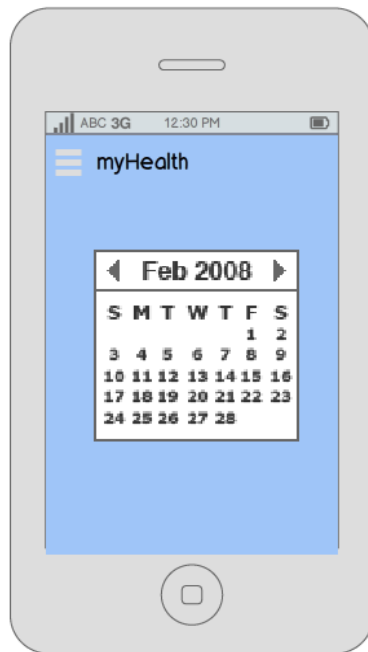 ABC 3G 12:30 PM
myHealth
Feb 2008
S M T W T F S
1 2
3 4 5 6 7 8 9
10 11 12 13 14 15 16
17 18 19 20 21 22 23
24 25 26 27 28